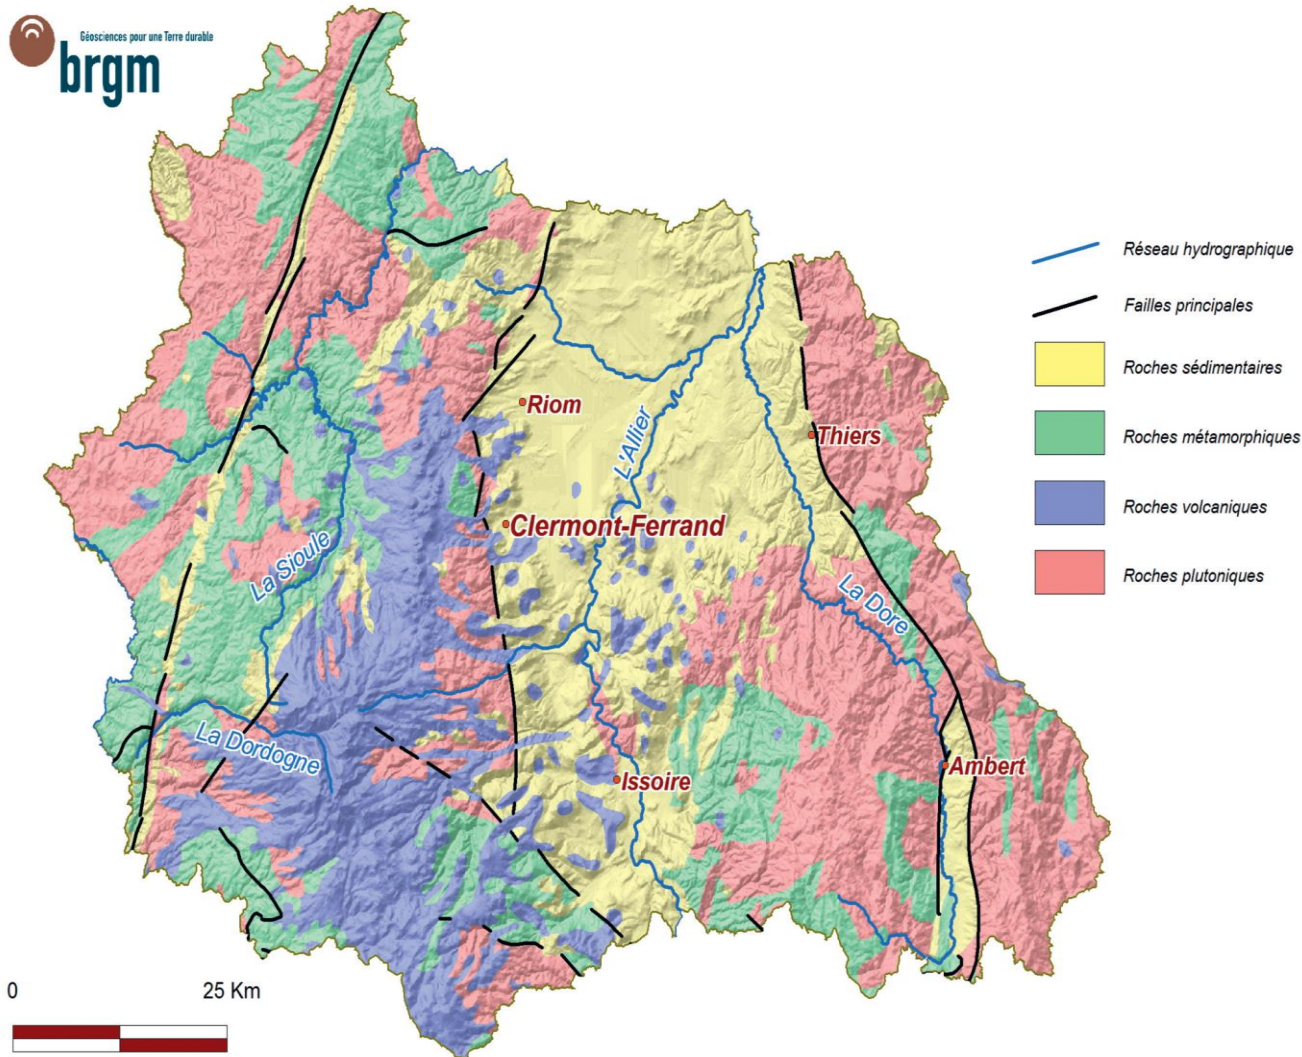 Géosciences pour une Terre durable
brgm
Réseau hydrographique
Failles principales
Roches sédimentaires
Riom
L'Allier
Thiers
Roches métamorphiques
Roches volcaniques
Clermont-Ferrand
La Sioule
Roches plutoniques
La Dore
La Dordogne
Ambert
Issoire
0 25 Km